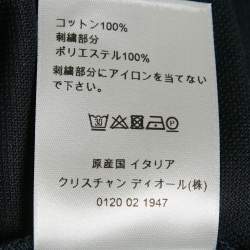 コットン100%
刺繍部分
ポリエステル100%
刺繍部分にアイロンを当てない
で下さい。
30
原産国 イタリア
クリスチャン ディオール(株)
0120 02 1947